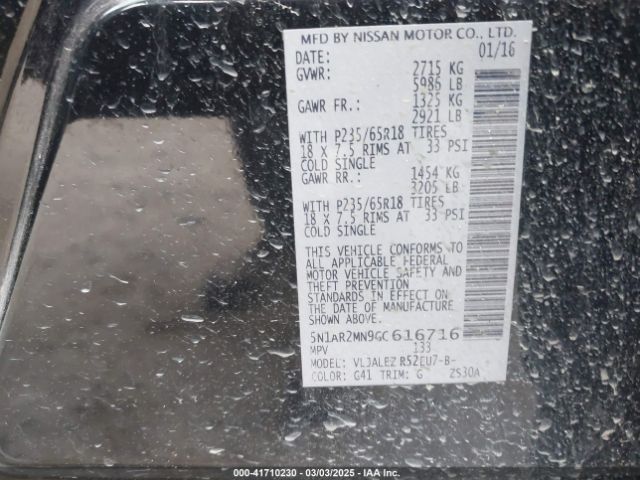 MFD BY NISSAN MOTOR CO., LTD.
DATE: 01/16
GVWR: 2715 KG
5986 LB
GAWR FR.: 1325 KG
2921 LB
WITH P235/65R18 TIRES
18 X 7.5 RIMS AT 33 PSI
COLD SINGLE
GAWR RR.: 1454 KG
3205 LB
WITH P235/65R18 TIRES
18 X 7.5 RIMS AT 33 PSI
COLD SINGLE
THIS VEHICLE CONFORMS TO
ALL APPLICABLE FEDERAL
MOTOR VEHICLE SAFETY AND
THEFT PREVENTION
STANDARDS IN EFFECT ON
THE DATE OF MANUFACTURE
SHOWN ABOVE.
5N1AR2MN9GC616716
MPV 133
MODEL: VLJALEZ R52EU7-B-
COLOR: G41 TRIM: G ZS30A
000-41710230 - 03/03/2025 - IAA Inc.